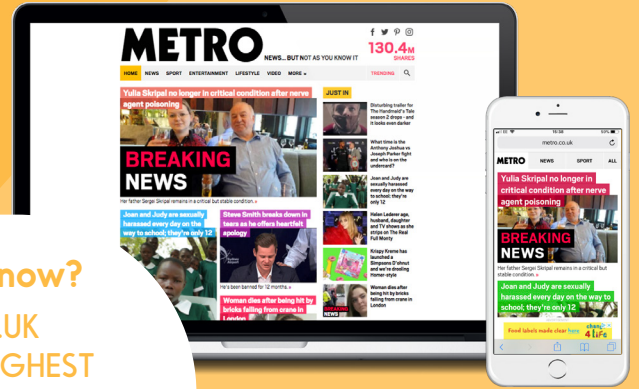 METRO
NEWS... BUT NOT AS YOU KNOW IT
130.4M
SHARES
HOME NEWS SPORT ENTERTAINMENT LIFESTYLE VIDEO MORE
TRENDING
Yulia Skripal no longer in critical condition after nerve
agent poisoning
BREAKING
NEWS
Her father Sergei Skripal remains in a critical but stable condition. »
Joan and Judy are sexually
harassed every day on the
way to school; they're only 12
Steve Smith breaks down in
tears as he offers heartfelt
apology
He's been banned for 12 months. »
Woman dies after being hit by
bricks falling from crane in
London
JUST IN
Disturbing trailer for
The Handmaid's Tale
season 2 drops - and
it looks even darker
What time is the
Anthony Joshua vs
Joseph Parker fight
and who is on the
undercard?
Joan and Judy are
sexually harassed
every day on the way
to school; they're
only 12
Helen Lederer age,
husband, daughter
and TV shows as she
strips on The Real
Full Monty
Krispy Kreme has
launched a
Simpsons D'ohnut
and we're drooling
Homer-style
BREAKING
NEWS
Woman dies after
being hit by bricks
falling from crane in
London
15:58
50%
metro.co.uk
METRO NEWS SPORT ALL
Yulia Skripal no longer in
critical condition after nerve
agent poisoning
BREAKING
NEWS
Her father Sergei Skripal remains in a critical but
stable condition. »
Joan and Judy are sexually
harassed every day on the way to
school; they're only 12
Food labels made clear here
change
4 Life
now?
.UK
GHEST